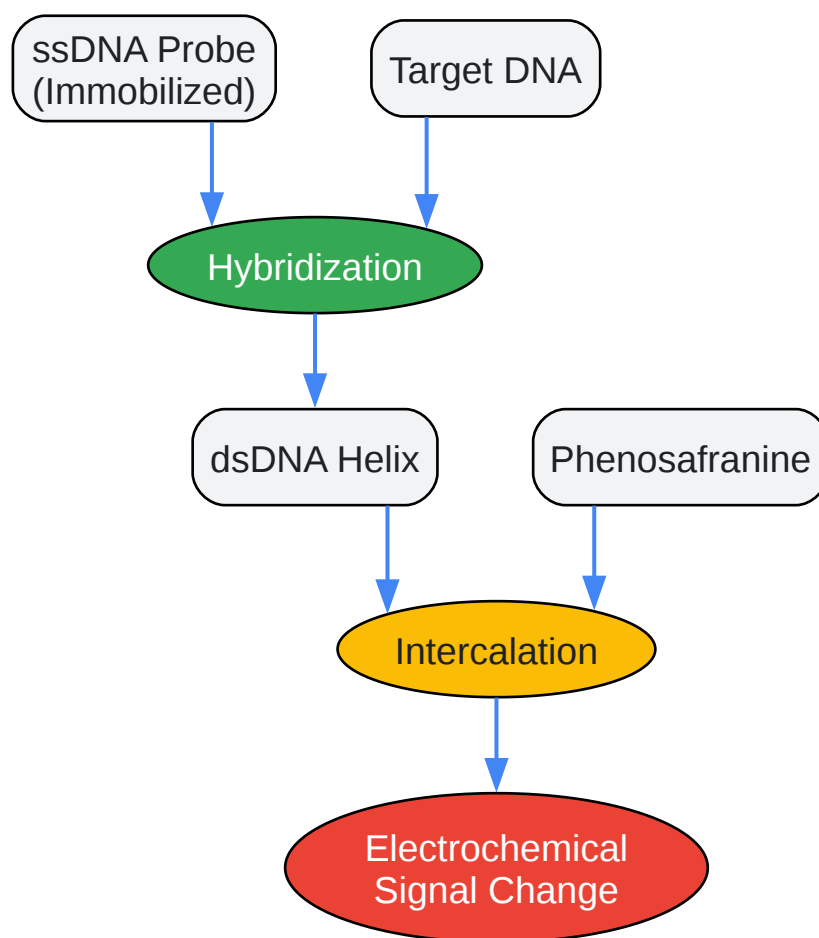 ssDNA Probe
(Immobilized)
Target DNA
Hybridization
dsDNA Helix
Phenosafranine
Intercalation
Electrochemical
Signal Change